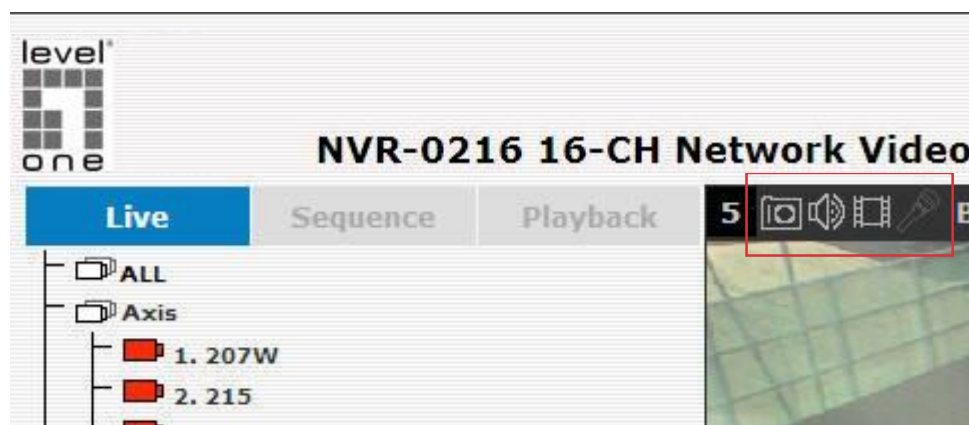 level
one
NVR-0216 16-CH Network Video
Live Sequence Playback 5
ALL
Axis
1. 207W
2. 215